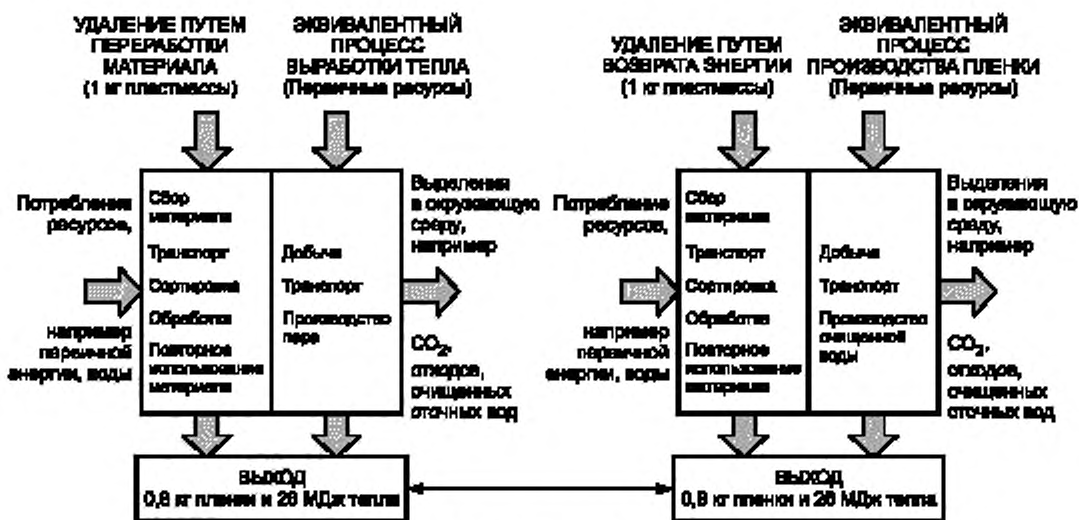 УДАЛЕНИЕ ПУТЕМ
ПЕРЕРАБОТКИ
МАТЕРИАЛА
(1 кг пластмассы)
ЭКВИВАЛЕНТНЫЙ
ПРОЦЕСС
ВЫРАБОТКИ ТЕПЛА
(Первичные ресурсы)
Потребление
ресурсов,
например
первичной
энергии, воды
Сбор
материала
Транспорт
Сортировка
Обработка
Повторное
использование
материала
Добыча
Транспорт
Производство
пара
Выделения
в окружающую
среду,
например
CO₂,
отходов,
очищенных
сточных вод
ВЫХОД
0,8 кг пленки и 26 МДж тепла
УДАЛЕНИЕ ПУТЕМ
ВОЗВРАТА ЭНЕРГИИ
(1 кг пластмассы)
ЭКВИВАЛЕНТНЫЙ
ПРОЦЕСС
ПРОИЗВОДСТВА ПЛЕНКИ
(Первичные ресурсы)
Потребление
ресурсов,
например
первичной
энергии, воды
Сбор
материала
Транспорт
Сортировка
Обработка
Повторное
использование
материала
Добыча
Транспорт
Производство
очищенной
воды
Выделения
в окружающую
среду,
например
CO₂,
отходов,
очищенных
сточных вод
ВЫХОД
0,8 кг пленки и 26 МДж тепла